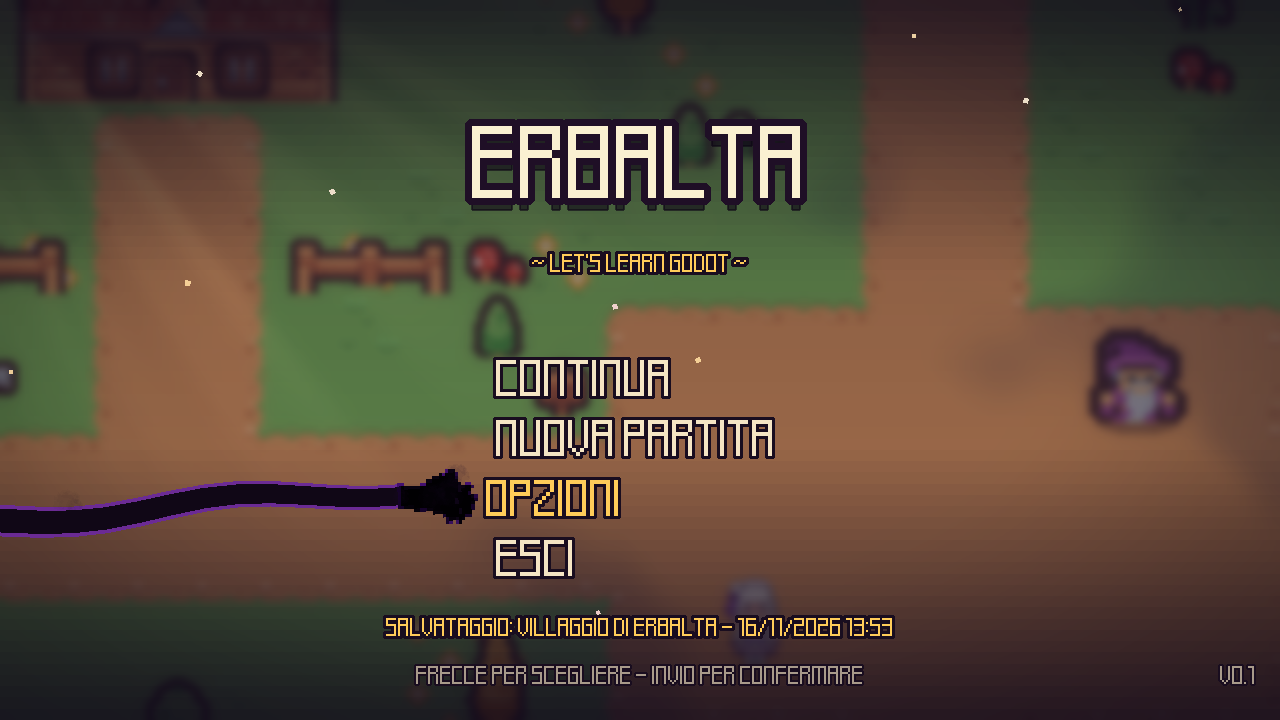 ERBALTA
~ LET'S LEARN GODOT ~
CONTINUA
NUOVA PARTITA
OPZIONI
ESCI
SALVATAGGIO: VILLAGGIO DI ERBALTA - 16/11/2026 13:53
FRECCE PER SCEGLIERE - INVIO PER CONFERMARE
V0.1